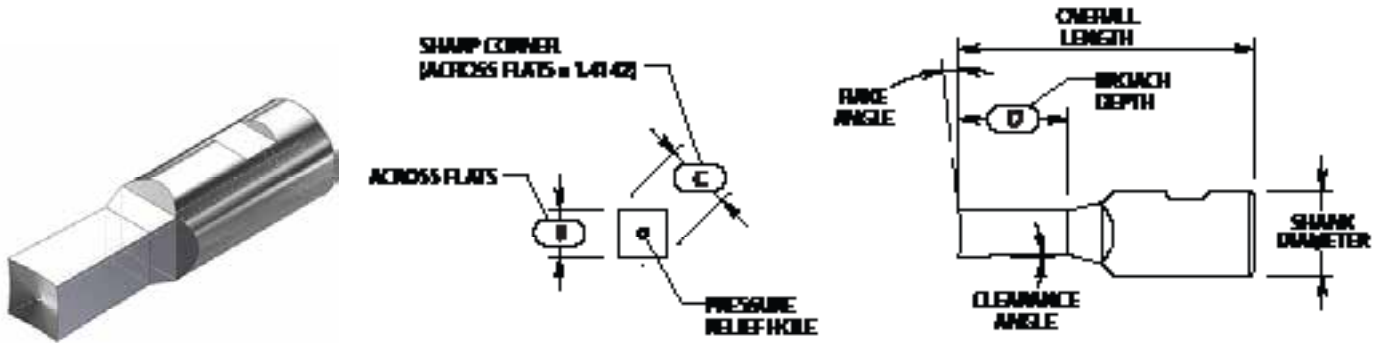 SHARP CORNER
(ACROSS FLATS = 1.4142)
C
ACROSS FLATS
PRESSURE
RELIEF HOLE
OVERALL
LENGTH
RAKE
ANGLE
BROACH
DEPTH
D
SHANK
DIAMETER
CLEARANCE
ANGLE